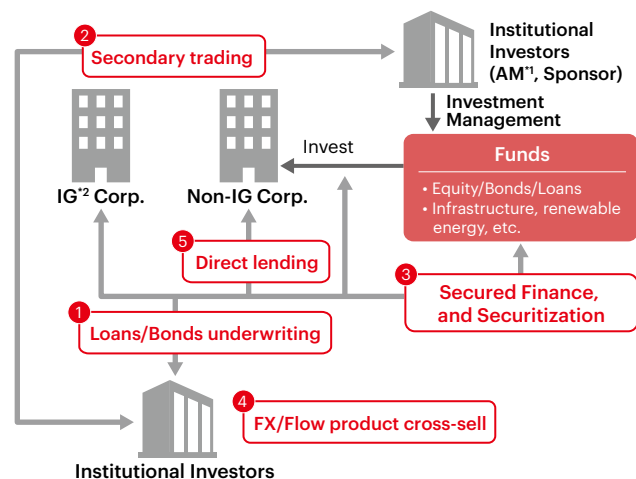 2
Secondary trading
Institutional
Investors
(AM*1, Sponsor)
Investment
Management
Invest
Funds
• Equity/Bonds/Loans
• Infrastructure, renewable
energy, etc.
IG*2 Corp.
Non-IG Corp.
5
Direct lending
3
Secured Finance,
and Securitization
1
Loans/Bonds underwriting
4
FX/Flow product cross-sell
Institutional Investors